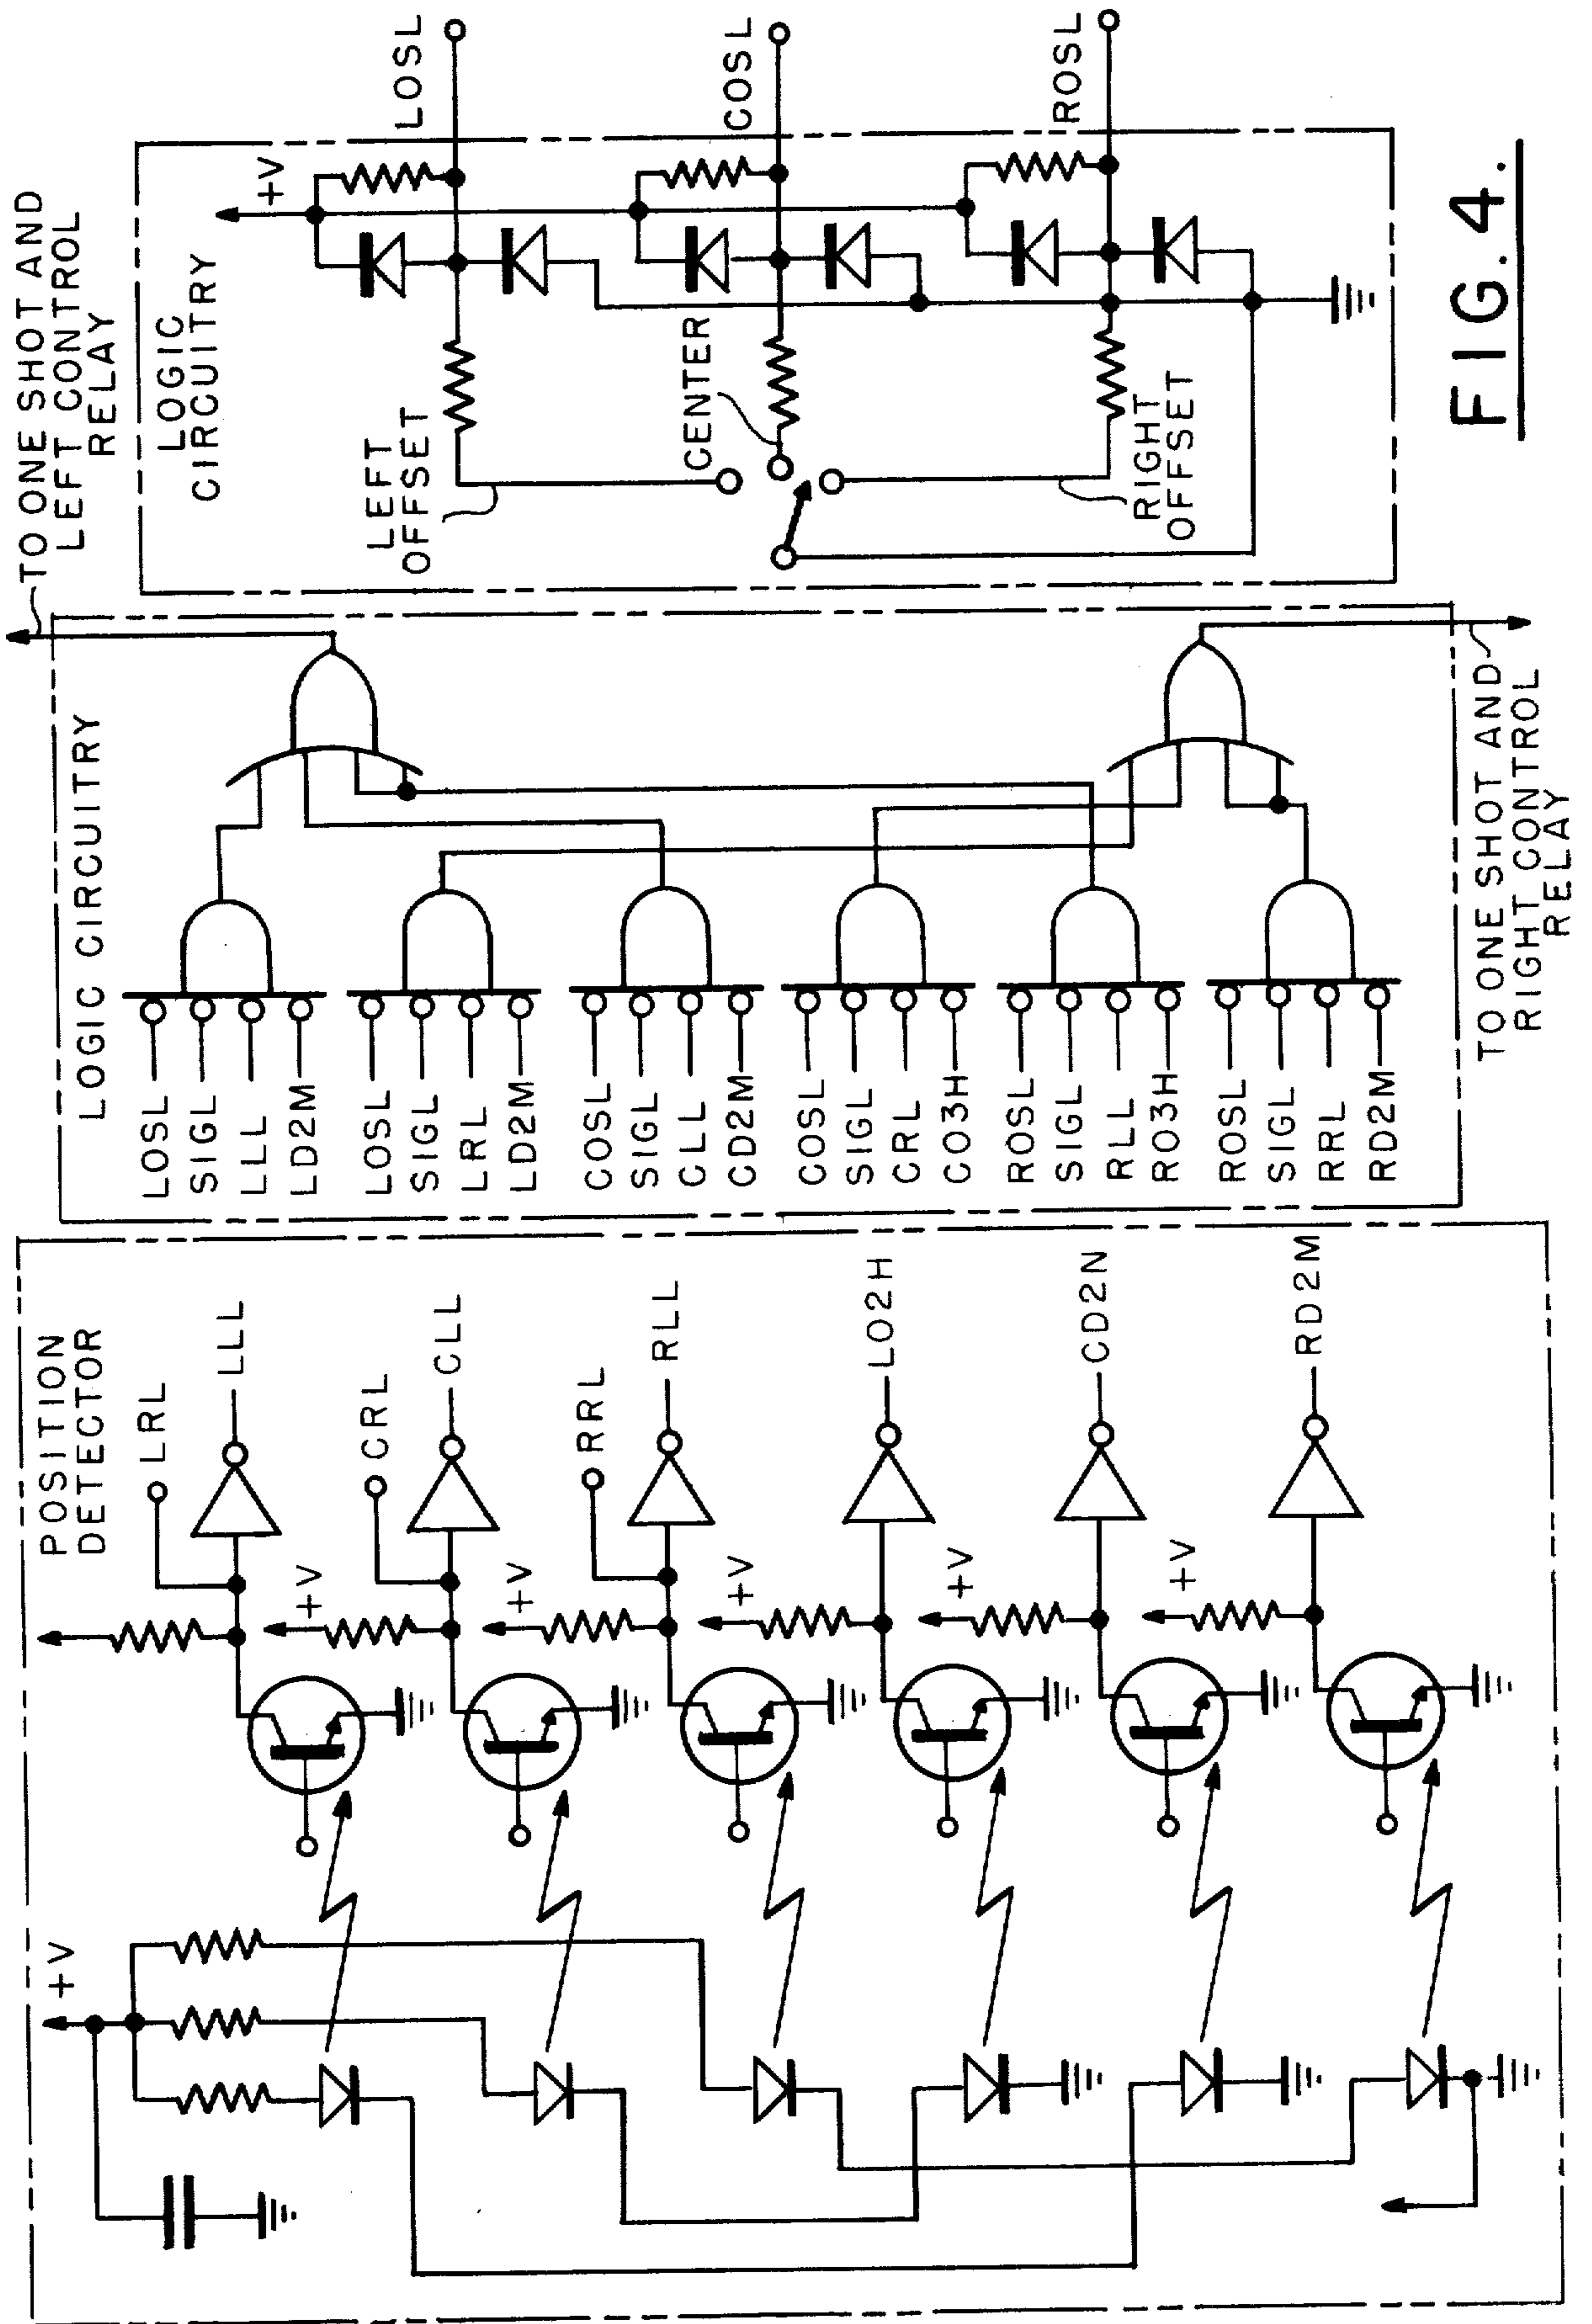 TO ONE SHOT AND
LEFT CONTROL
RELAY
LOGIC
CIRCUITRY
+V
LOSL
LEFT
OFFSET
CENTER
COSL
RIGHT
OFFSET
ROSL
FIG.4.
LOGIC CIRCUITRY
LOSL
SIGL
LLL
LD2M
LOSL
SIGL
LRL
LD2M
COSL
SIGL
CLL
CD2M
COSL
SIGL
CRL
CO3H
ROSL
SIGL
RLL
RO3H
ROSL
SIGL
RRL
RD2M
TO ONE SHOT AND
RIGHT CONTROL
RELAY
POSITION
DETECTOR
LRL
LLL
+V
CRL
CLL
+V
RRL
RLL
+V
LO2H
+V
CD2N
+V
RD2M
+V